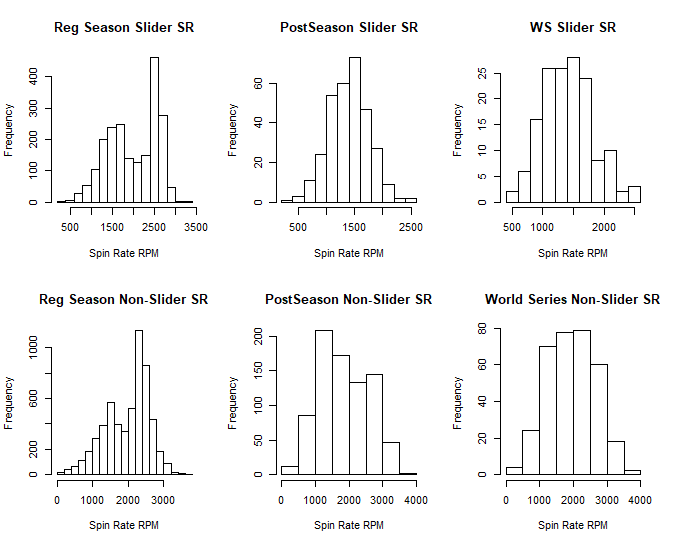 Reg Season Slider SR
PostSeason Slider SR
WS Slider SR
Frequency
0 100 200 300 400
500 1500 2500 3500
Spin Rate RPM
Frequency
0 20 40 60
500 1500 2500
Spin Rate RPM
Frequency
0 5 10 15 20 25
500 1000 2000
Spin Rate RPM
Reg Season Non-Slider SR
PostSeason Non-Slider SR
World Series Non-Slider SR
Frequency
0 200 600 1000
0 1000 2000 3000
Spin Rate RPM
Frequency
0 50 100 150 200
0 1000 2000 3000 4000
Spin Rate RPM
Frequency
0 20 40 60 80
0 1000 2000 3000 4000
Spin Rate RPM